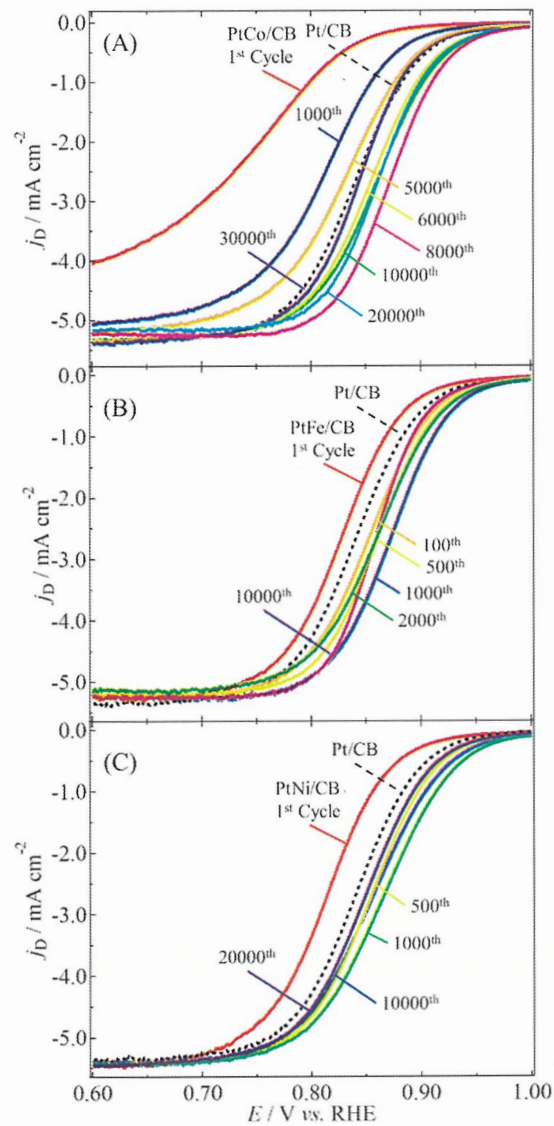 (A)
PtCo/CB
1st Cycle
Pt/CB
1000th
5000th
6000th
8000th
10000th
20000th
30000th
0.0
-1.0
-2.0
-3.0
-4.0
-5.0
jD / mA cm-2
(B)
Pt/CB
PtFe/CB
1st Cycle
100th
500th
1000th
2000th
10000th
0.0
-1.0
-2.0
-3.0
-4.0
-5.0
jD / mA cm-2
(C)
Pt/CB
PtNi/CB
1st Cycle
500th
1000th
10000th
20000th
0.0
-1.0
-2.0
-3.0
-4.0
-5.0
jD / mA cm-2
0.60 0.70 0.80 0.90 1.00
E / V vs. RHE